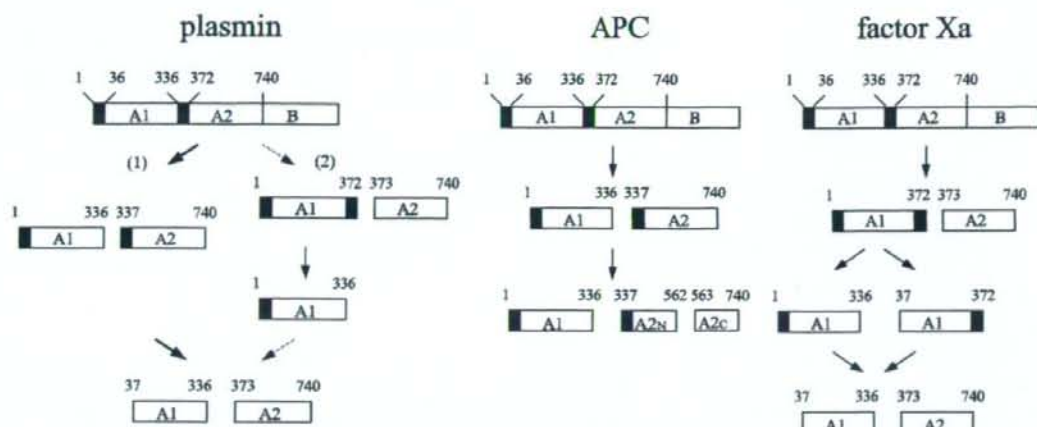 plasmin APC factor Xa
1 36 336 372 740 1 36 336 372 740 1 36 336 372 740
A1 A2 B A1 A2 B A1 A2 B
(1) (2)
1 372 373 740 1 336 337 740 1 372 373 740
A1 A2 A1 A2 A1 A2
1 336 337 740
A1 A2
1 336 1 336 337 562 563 740 1 336 37 372
A1 A1 A2N A2C A1 A1
37 336 373 740 37 336 373 740
A1 A2 A1 A2